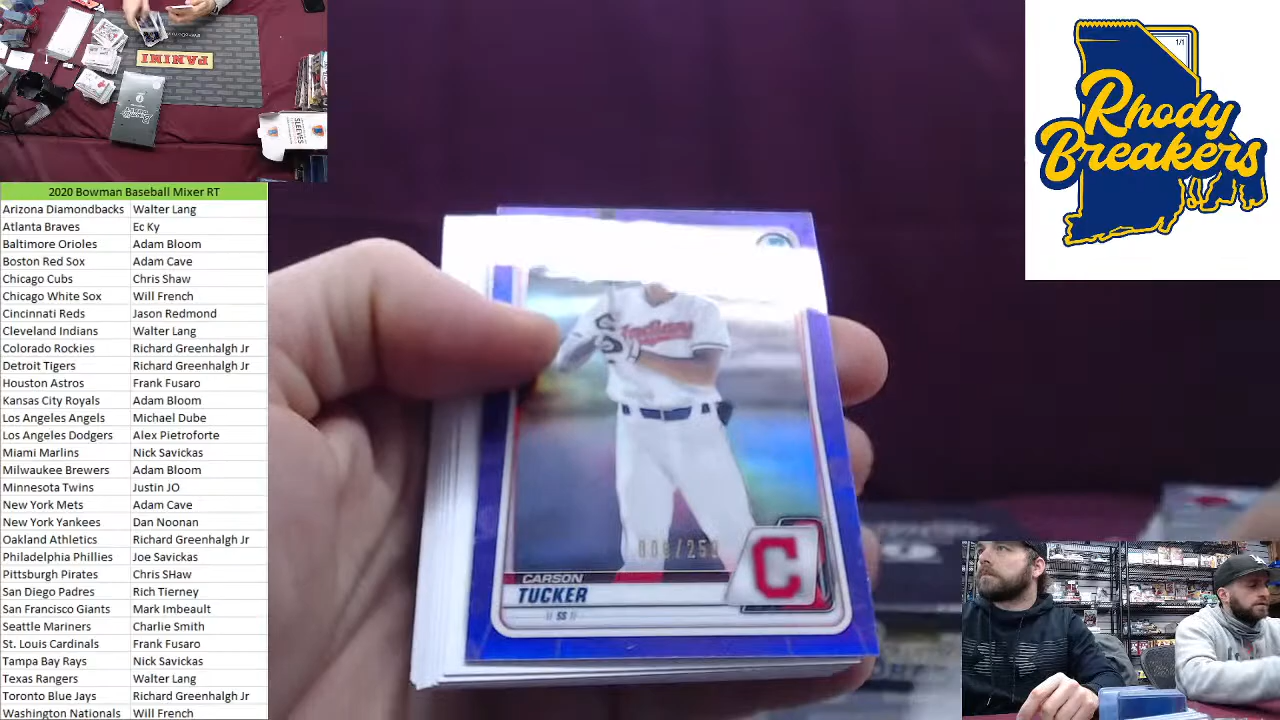 PANINI
SLEEVES
1/1
Rhody
Breakers
2020 Bowman Baseball Mixer RT
Arizona Diamondbacks Walter Lang
Atlanta Braves Ec Ky
Baltimore Orioles Adam Bloom
Boston Red Sox Adam Cave
Chicago Cubs Chris Shaw
Chicago White Sox Will French
Cincinnati Reds Jason Redmond
Cleveland Indians Walter Lang
Colorado Rockies Richard Greenhalgh Jr
Detroit Tigers Richard Greenhalgh Jr
Houston Astros Frank Fusaro
Kansas City Royals Adam Bloom
Los Angeles Angels Michael Dube
Los Angeles Dodgers Alex Pietroforte
Miami Marlins Nick Savickas
Milwaukee Brewers Adam Bloom
Minnesota Twins Justin JO
New York Mets Adam Cave
New York Yankees Dan Noonan
Oakland Athletics Richard Greenhalgh Jr
Philadelphia Phillies Joe Savickas
Pittsburgh Pirates Chris SHaw
San Diego Padres Rich Tierney
San Francisco Giants Mark Imbeault
Seattle Mariners Charlie Smith
St. Louis Cardinals Frank Fusaro
Tampa Bay Rays Nick Savickas
Texas Rangers Walter Lang
Toronto Blue Jays Richard Greenhalgh Jr
Washington Nationals Will French
Indians
C
CARSON
TUCKER
SS